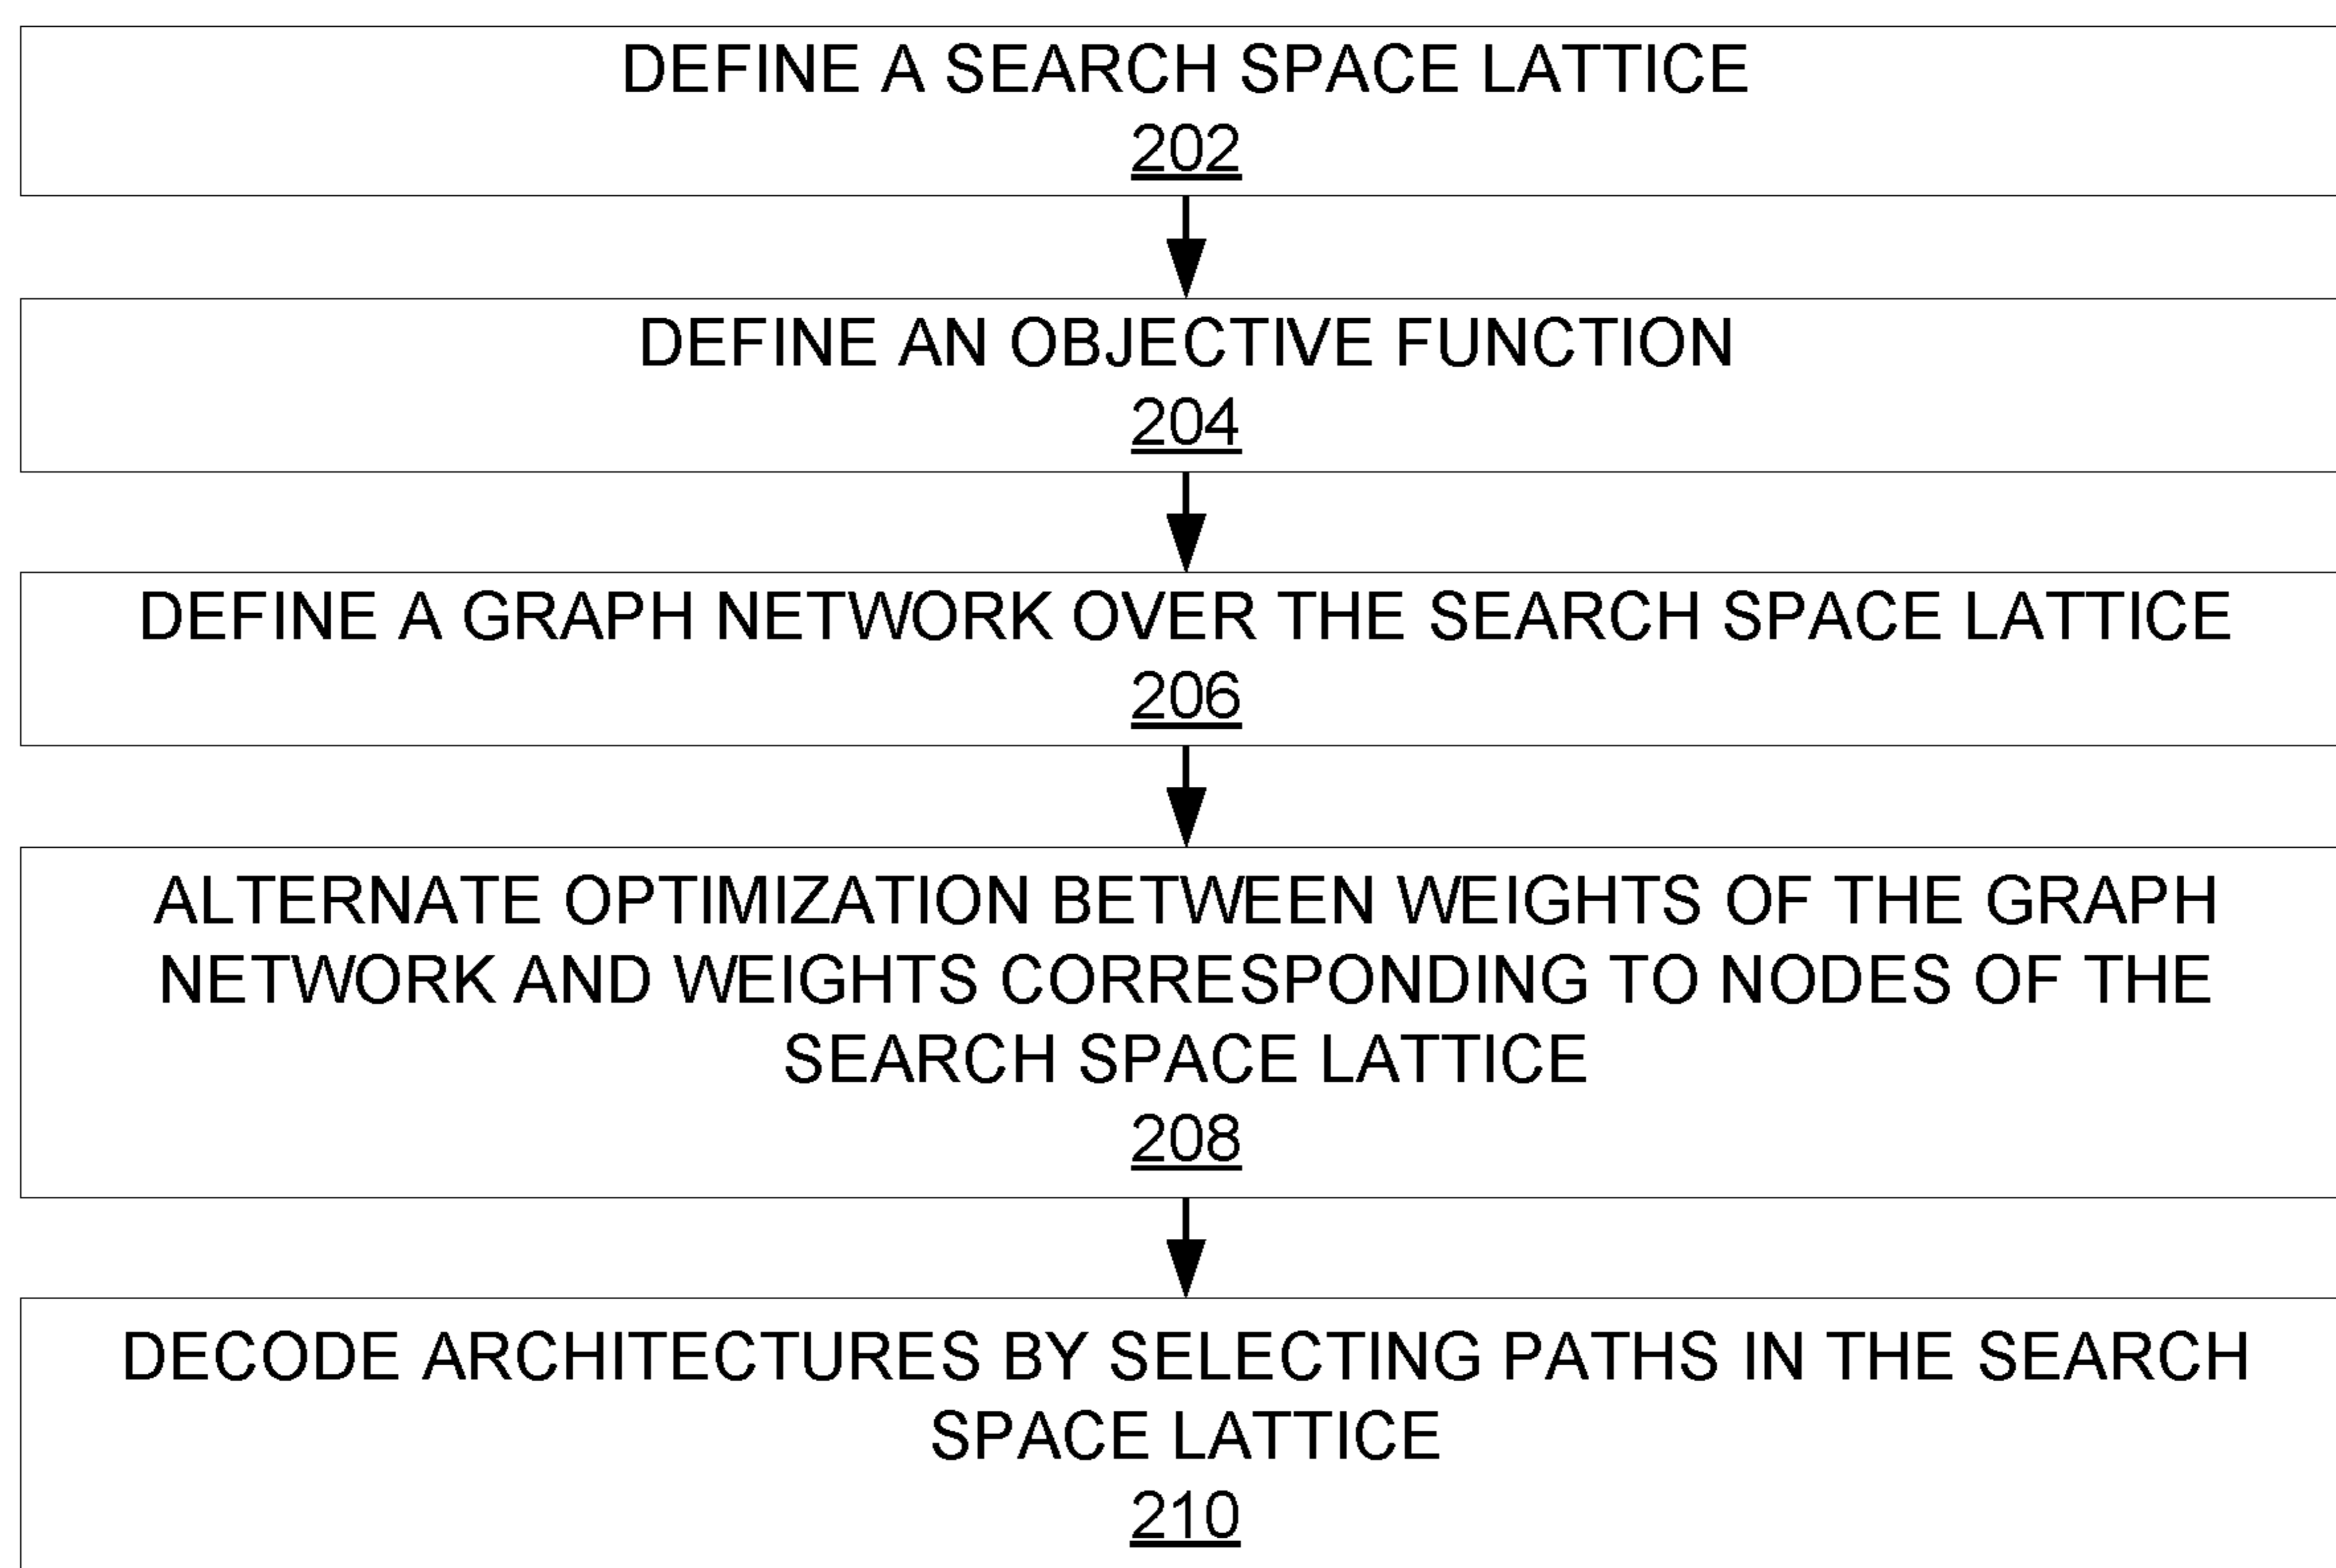 DEFINE A SEARCH SPACE LATTICE
202
DEFINE AN OBJECTIVE FUNCTION
204
DEFINE A GRAPH NETWORK OVER THE SEARCH SPACE LATTICE
206
ALTERNATE OPTIMIZATION BETWEEN WEIGHTS OF THE GRAPH
NETWORK AND WEIGHTS CORRESPONDING TO NODES OF THE
SEARCH SPACE LATTICE
208
DECODE ARCHITECTURES BY SELECTING PATHS IN THE SEARCH
SPACE LATTICE
210